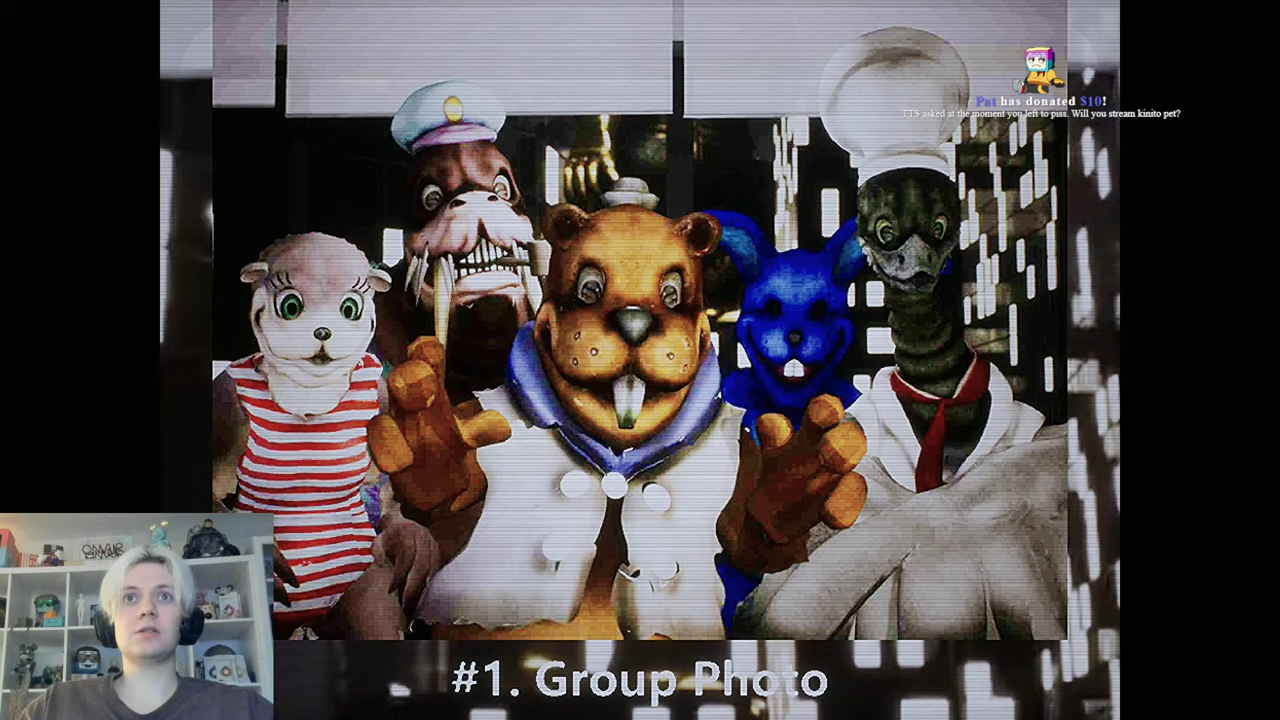 Pat has donated $10!
TTS asked at the moment you left to piss. Will you stream kinito pet?
#1. Group Photo